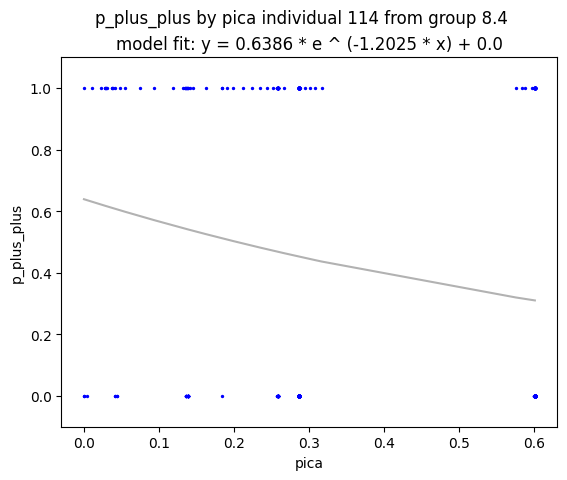 p_plus_plus by pica individual 114 from group 8.4
model fit: y = 0.6386 * e ^ (-1.2025 * x) + 0.0
1.0
0.8
0.6
0.4
0.2
0.0
p_plus_plus
0.0 0.1 0.2 0.3 0.4 0.5 0.6
pica